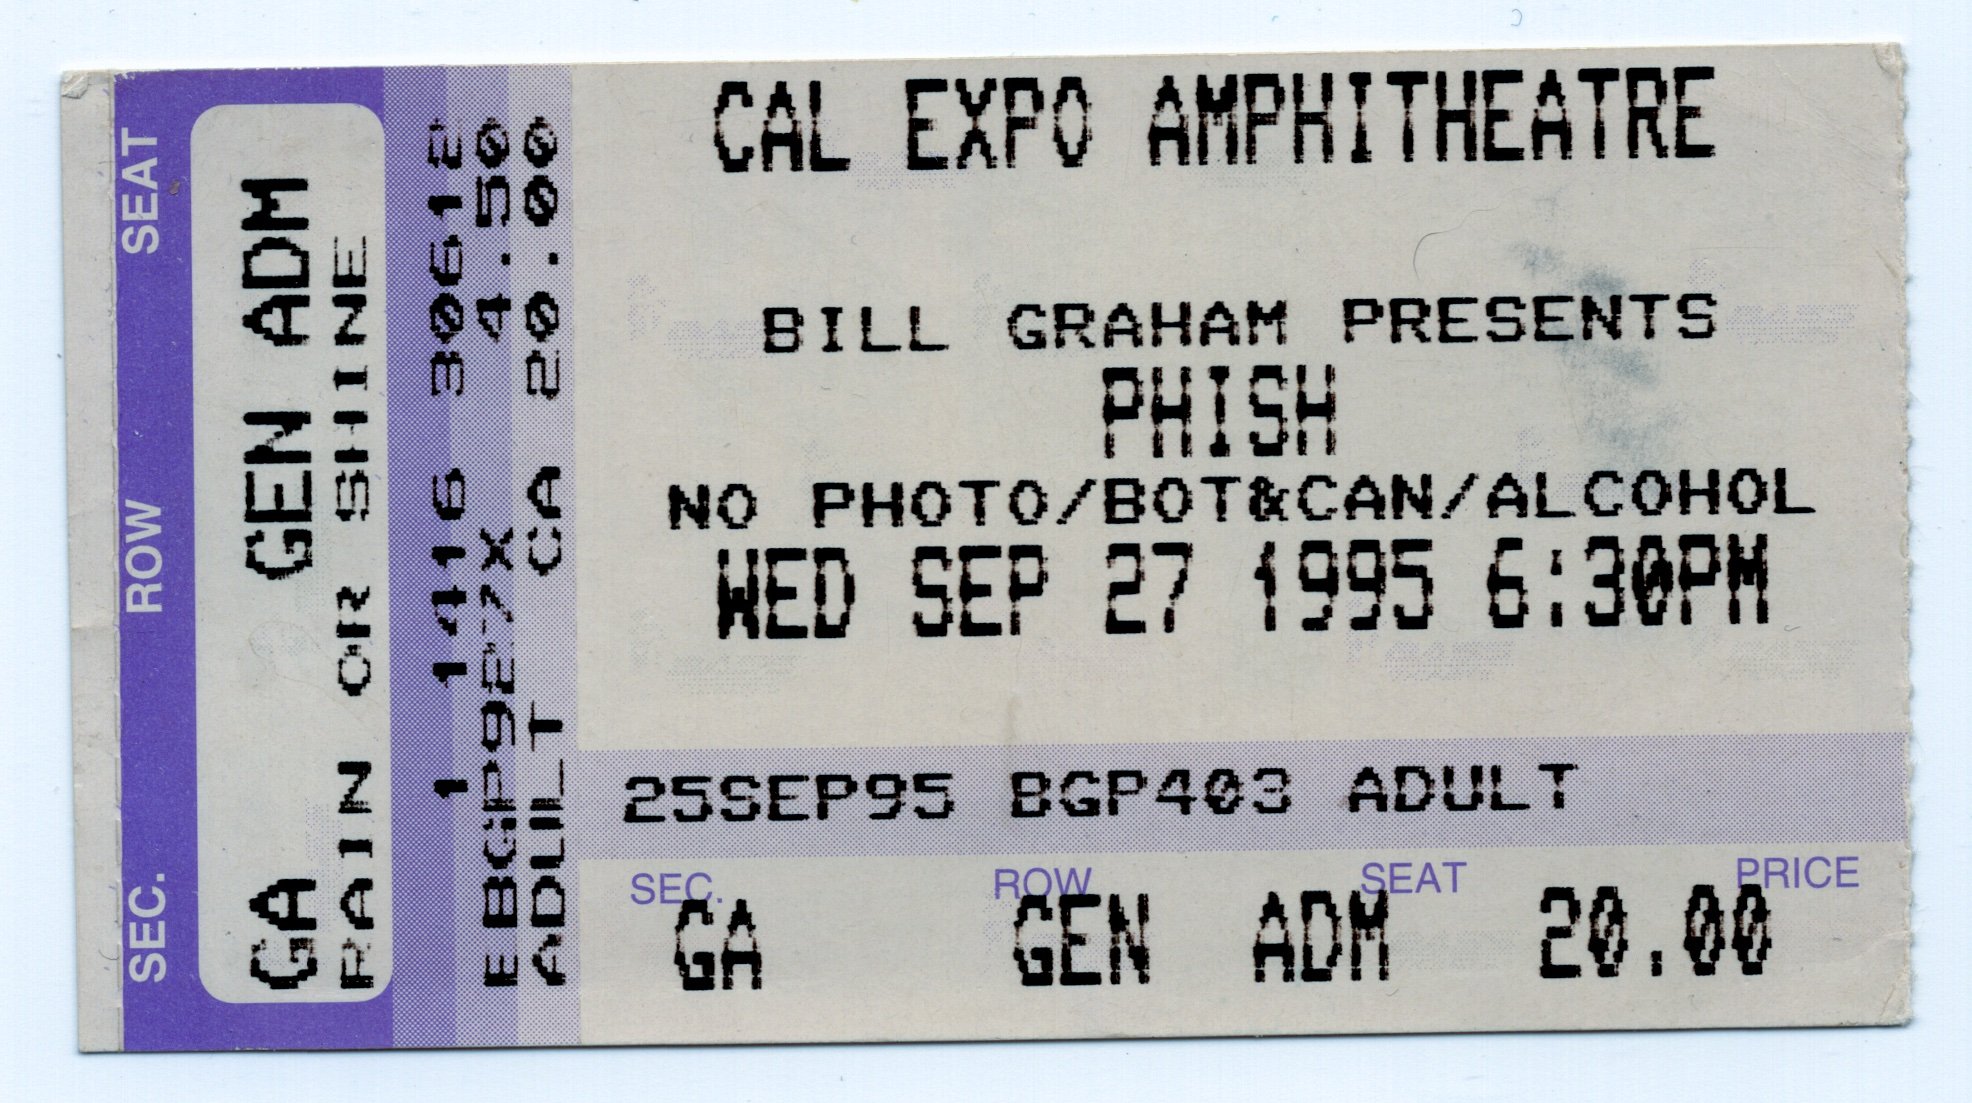 SEC. ROW SEAT
GA GEN ADM
RAIN OR SHINE
1 1416 30612
EBGP927X 4.50
ADULT CA 20.00
CAL EXPO AMPHITHEATRE
BILL GRAHAM PRESENTS
PHISH
NO PHOTO/BOT&CAN/ALCOHOL
WED SEP 27 1995 6:30PM
25SEP95 BGP403 ADULT
SEC. ROW SEAT PRICE
GA GEN ADM 20.00